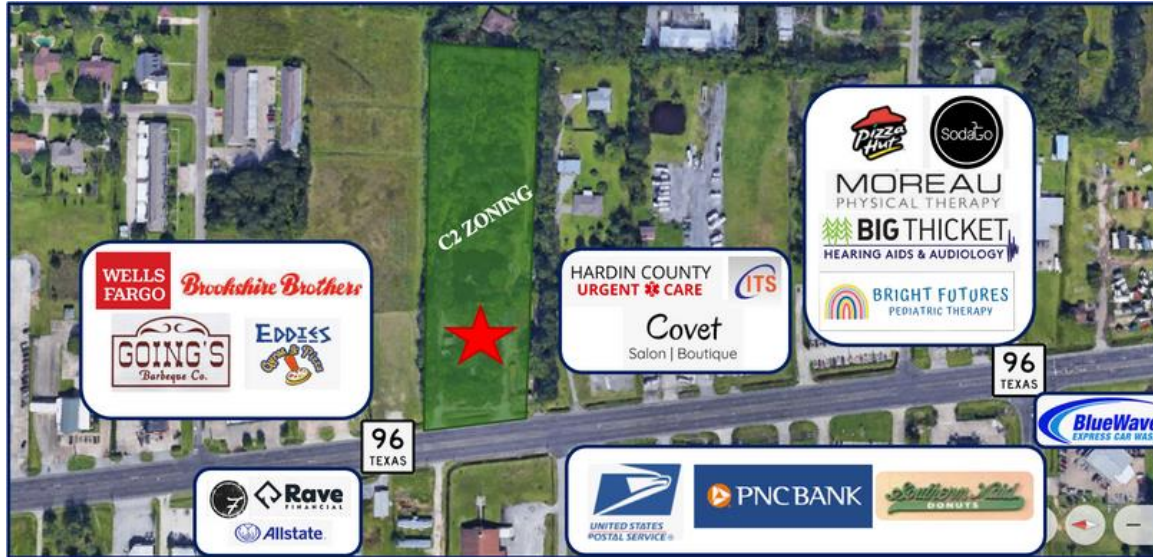 C2 ZONING
WELLS
FARGO
Brookshire Brothers
GOING'S
Barbeque Co.
EDDIES
Gyro & Pizza
HARDIN COUNTY
URGENT CARE
ITS
Covet
Salon | Boutique
Pizza
Hut
SodaGo
MOREAU
PHYSICAL THERAPY
BIG THICKET
HEARING AIDS & AUDIOLOGY
BRIGHT FUTURES
PEDIATRIC THERAPY
96
TEXAS
96
TEXAS
BlueWave
EXPRESS CAR WAS
Rave
FINANCIAL
Allstate
UNITED STATES
POSTAL SERVICE®
PNC BANK
Southern Maid
DONUTS